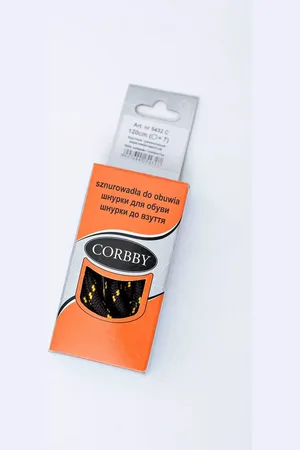 Art. nr 5432 C
120cm
sznurowadła do obuwia
шнурки для обуви
шнурки до взуття
CORBBY